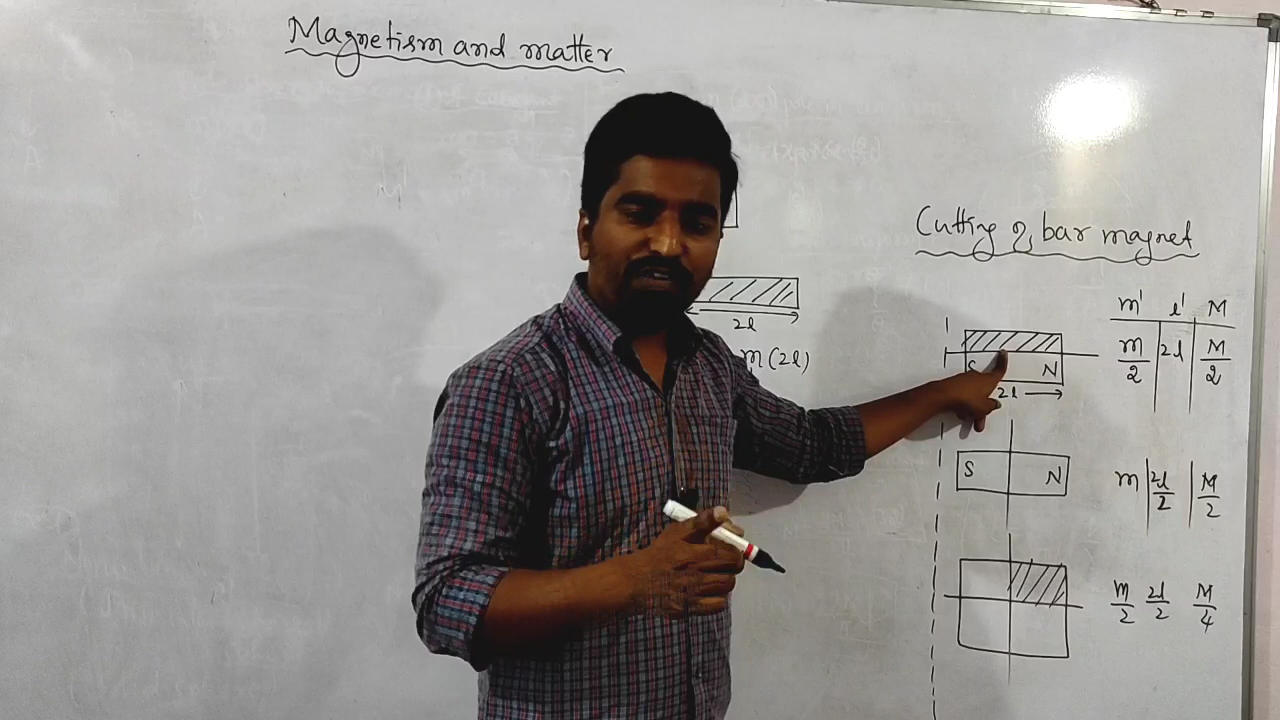 Magnetism and matter
2l
m(2l)
Cutting of bar magnet
m' l' M
S N
2l
m/2 2l M/2
S N
m 2l/2 M/2
m/2 2l/2 M/4